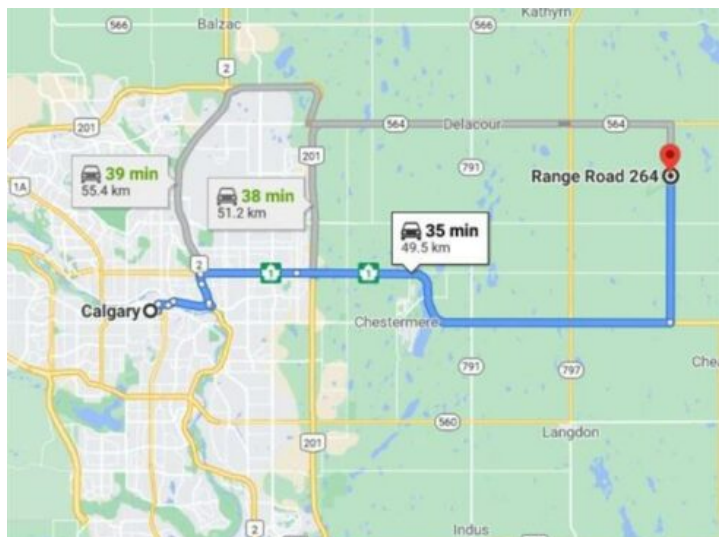 Kathyrn
566
Balzac
566
2
201
564
Delacour
564
39 min
55.4 km
201
791
1A
38 min
51.2 km
Range Road 264
35 min
49.5 km
2
1
1
Calgary
Chestermere
791
797
560
Langdon
201
2
Indus